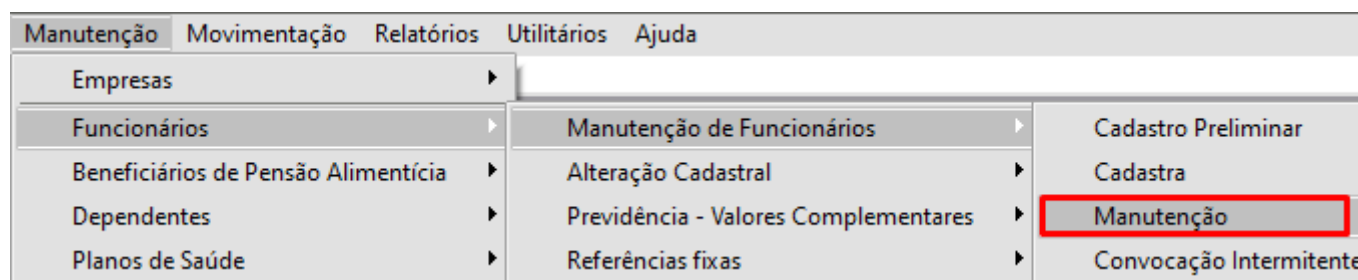 Manutenção Movimentação Relatórios Utilitários Ajuda
Empresas
Funcionários Manutenção de Funcionários Cadastro Preliminar
Beneficiários de Pensão Alimentícia Alteração Cadastral Cadastra
Dependentes Previdência - Valores Complementares Manutenção
Planos de Saúde Referências fixas Convocação Intermitente